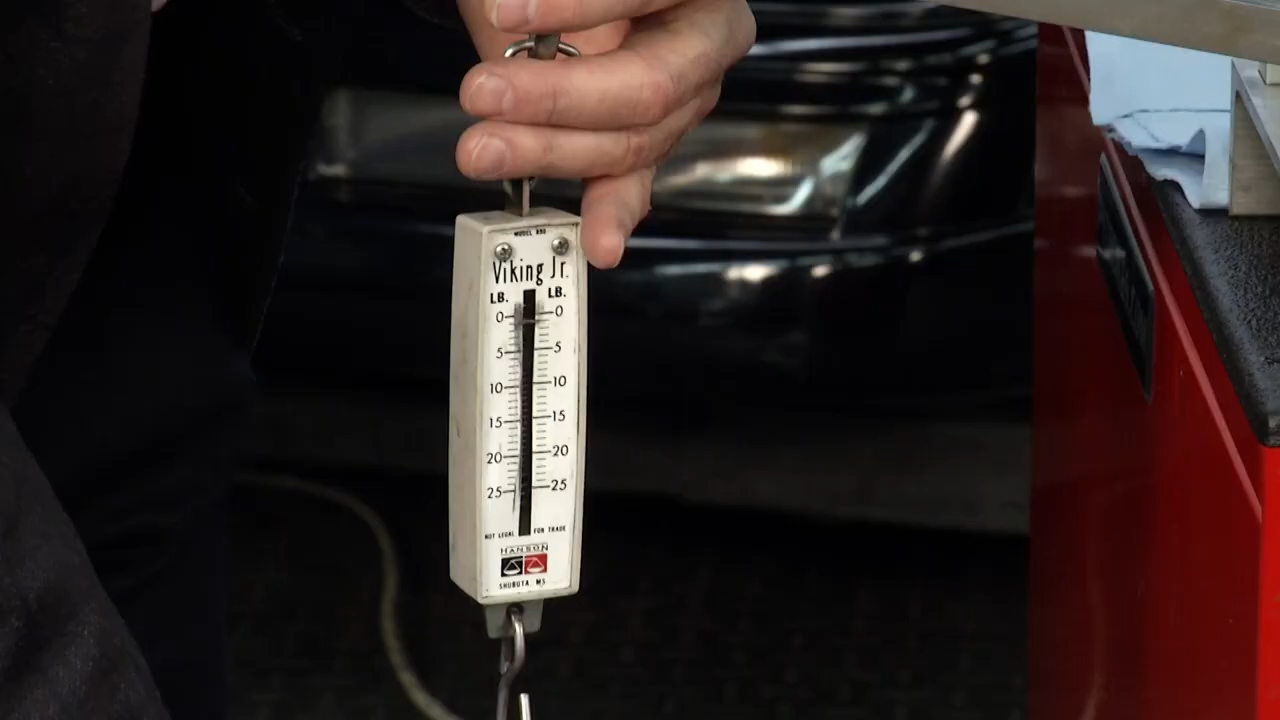 MODEL 890
Viking Jr.
LB. LB.
0 0
5 5
10 10
15 15
20 20
25 25
NOT LEGAL FOR TRADE
HANSON
SHUBUTA, MS